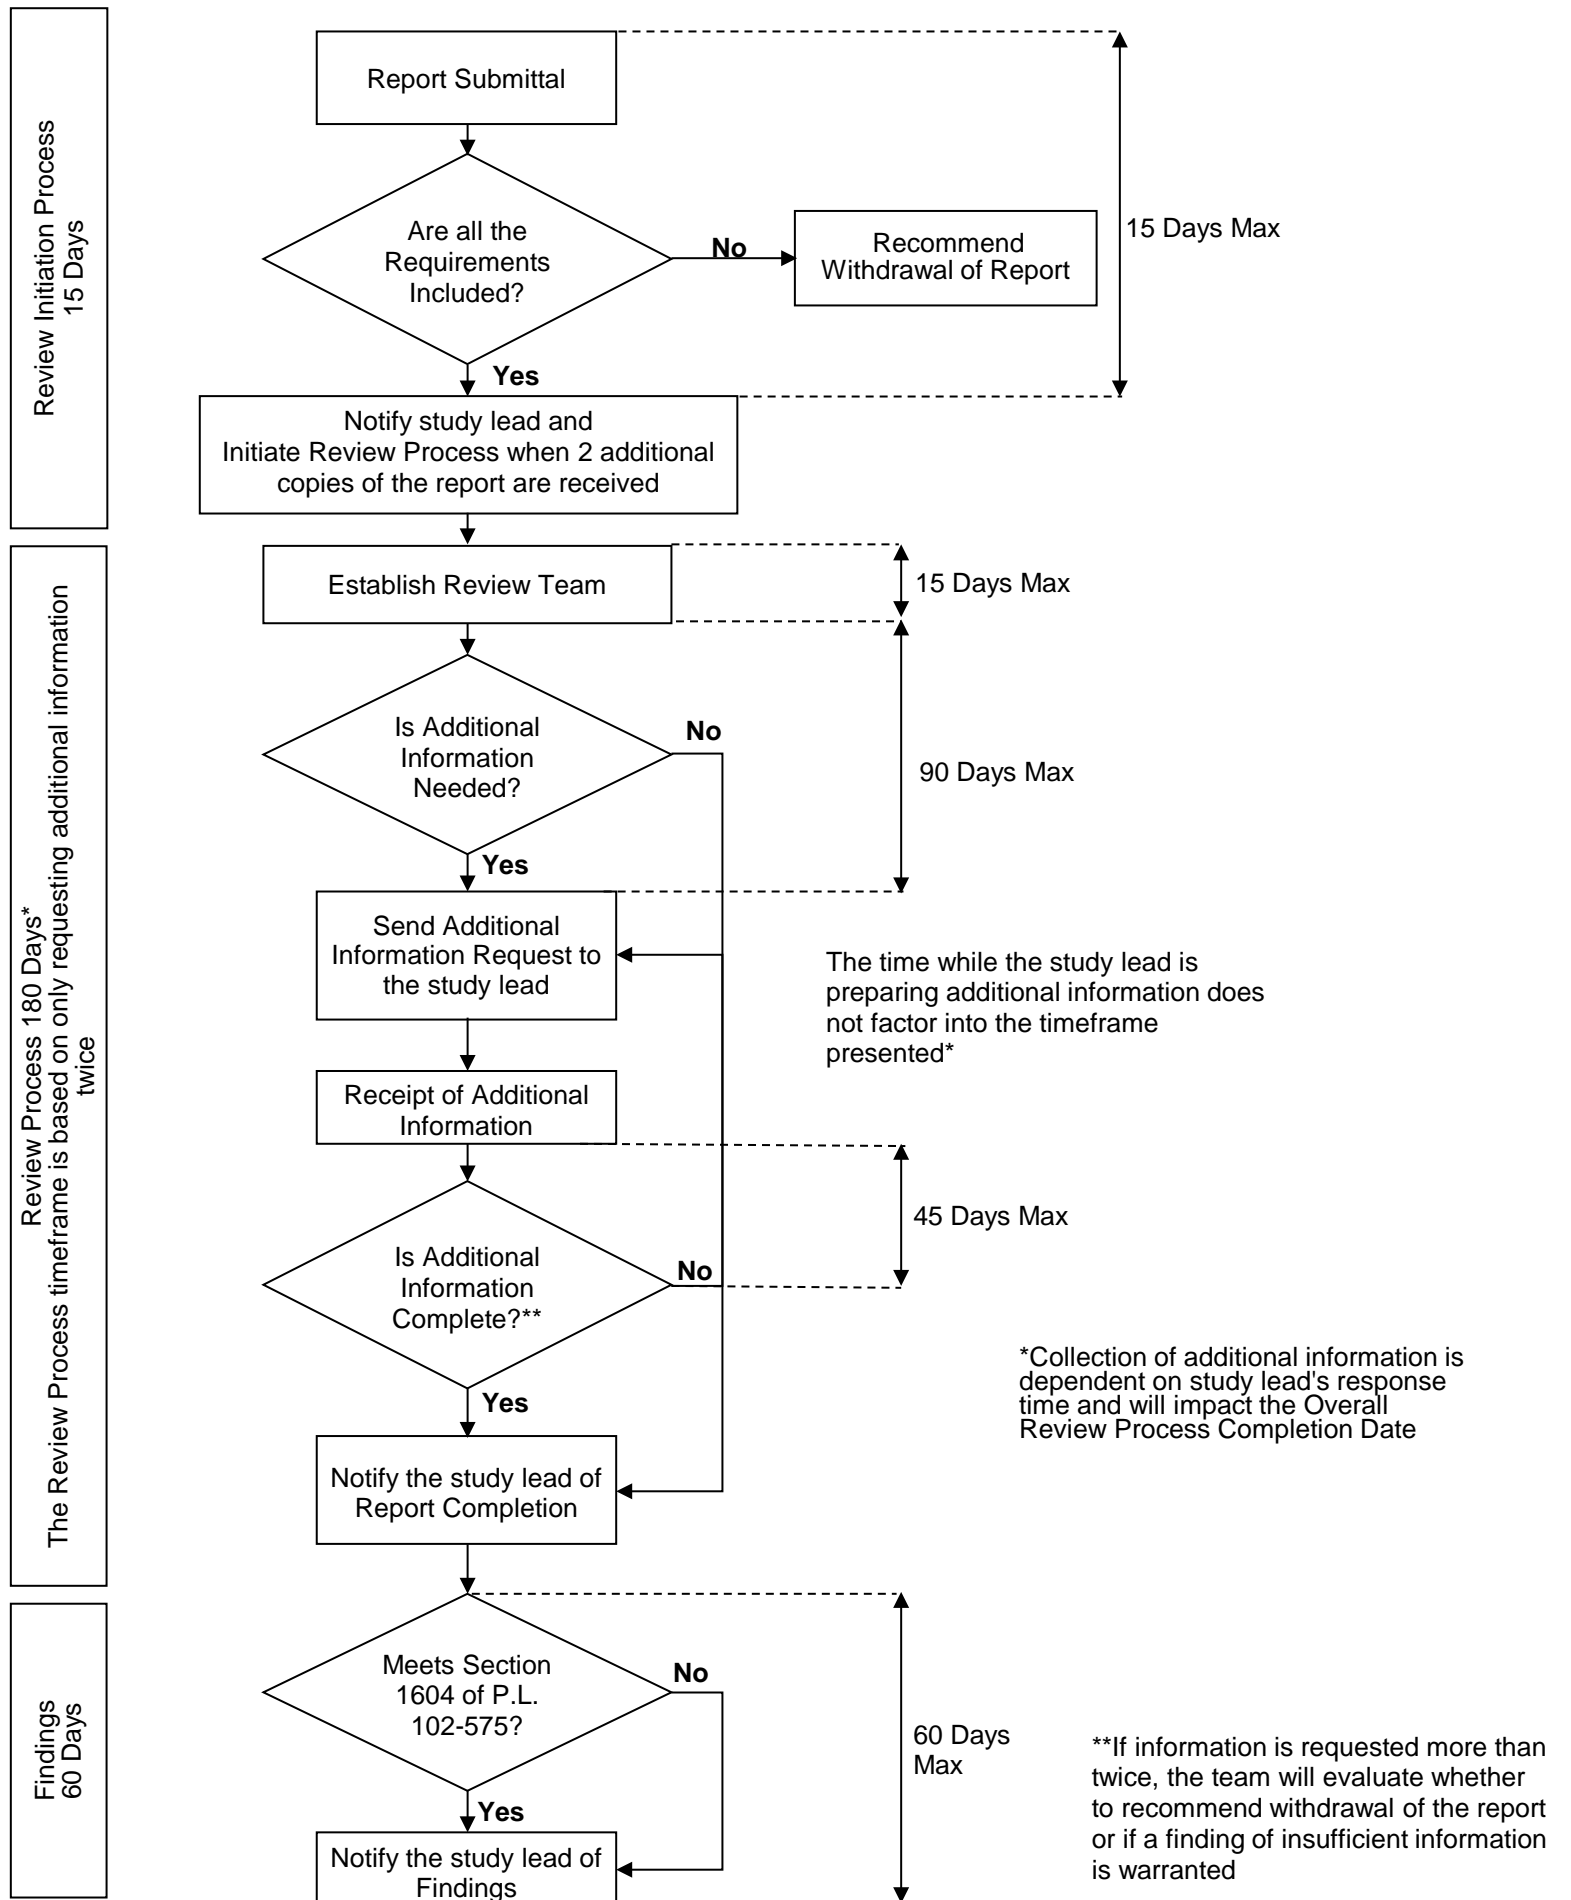 Review Initiation Process
15 Days
Report Submittal
Are all the
Requirements
Included?
No
Recommend
Withdrawal of Report
15 Days Max
Yes
Notify study lead and
Initiate Review Process when 2 additional
copies of the report are received
Review Process 180 Days*
The Review Process timeframe is based on only requesting additional information
twice
Establish Review Team
15 Days Max
Is Additional
Information
Needed?
No
90 Days Max
Yes
Send Additional
Information Request to
the study lead
The time while the study lead is
preparing additional information does
not factor into the timeframe
presented*
Receipt of Additional
Information
Is Additional
Information
Complete?**
No
45 Days Max
Yes
*Collection of additional information is
dependent on study lead's response
time and will impact the Overall
Review Process Completion Date
Notify the study lead of
Report Completion
Findings
60 Days
Meets Section
1604 of P.L.
102-575?
No
60 Days
Max
Yes
Notify the study lead of
Findings
**If information is requested more than
twice, the team will evaluate whether
to recommend withdrawal of the report
or if a finding of insufficient information
is warranted